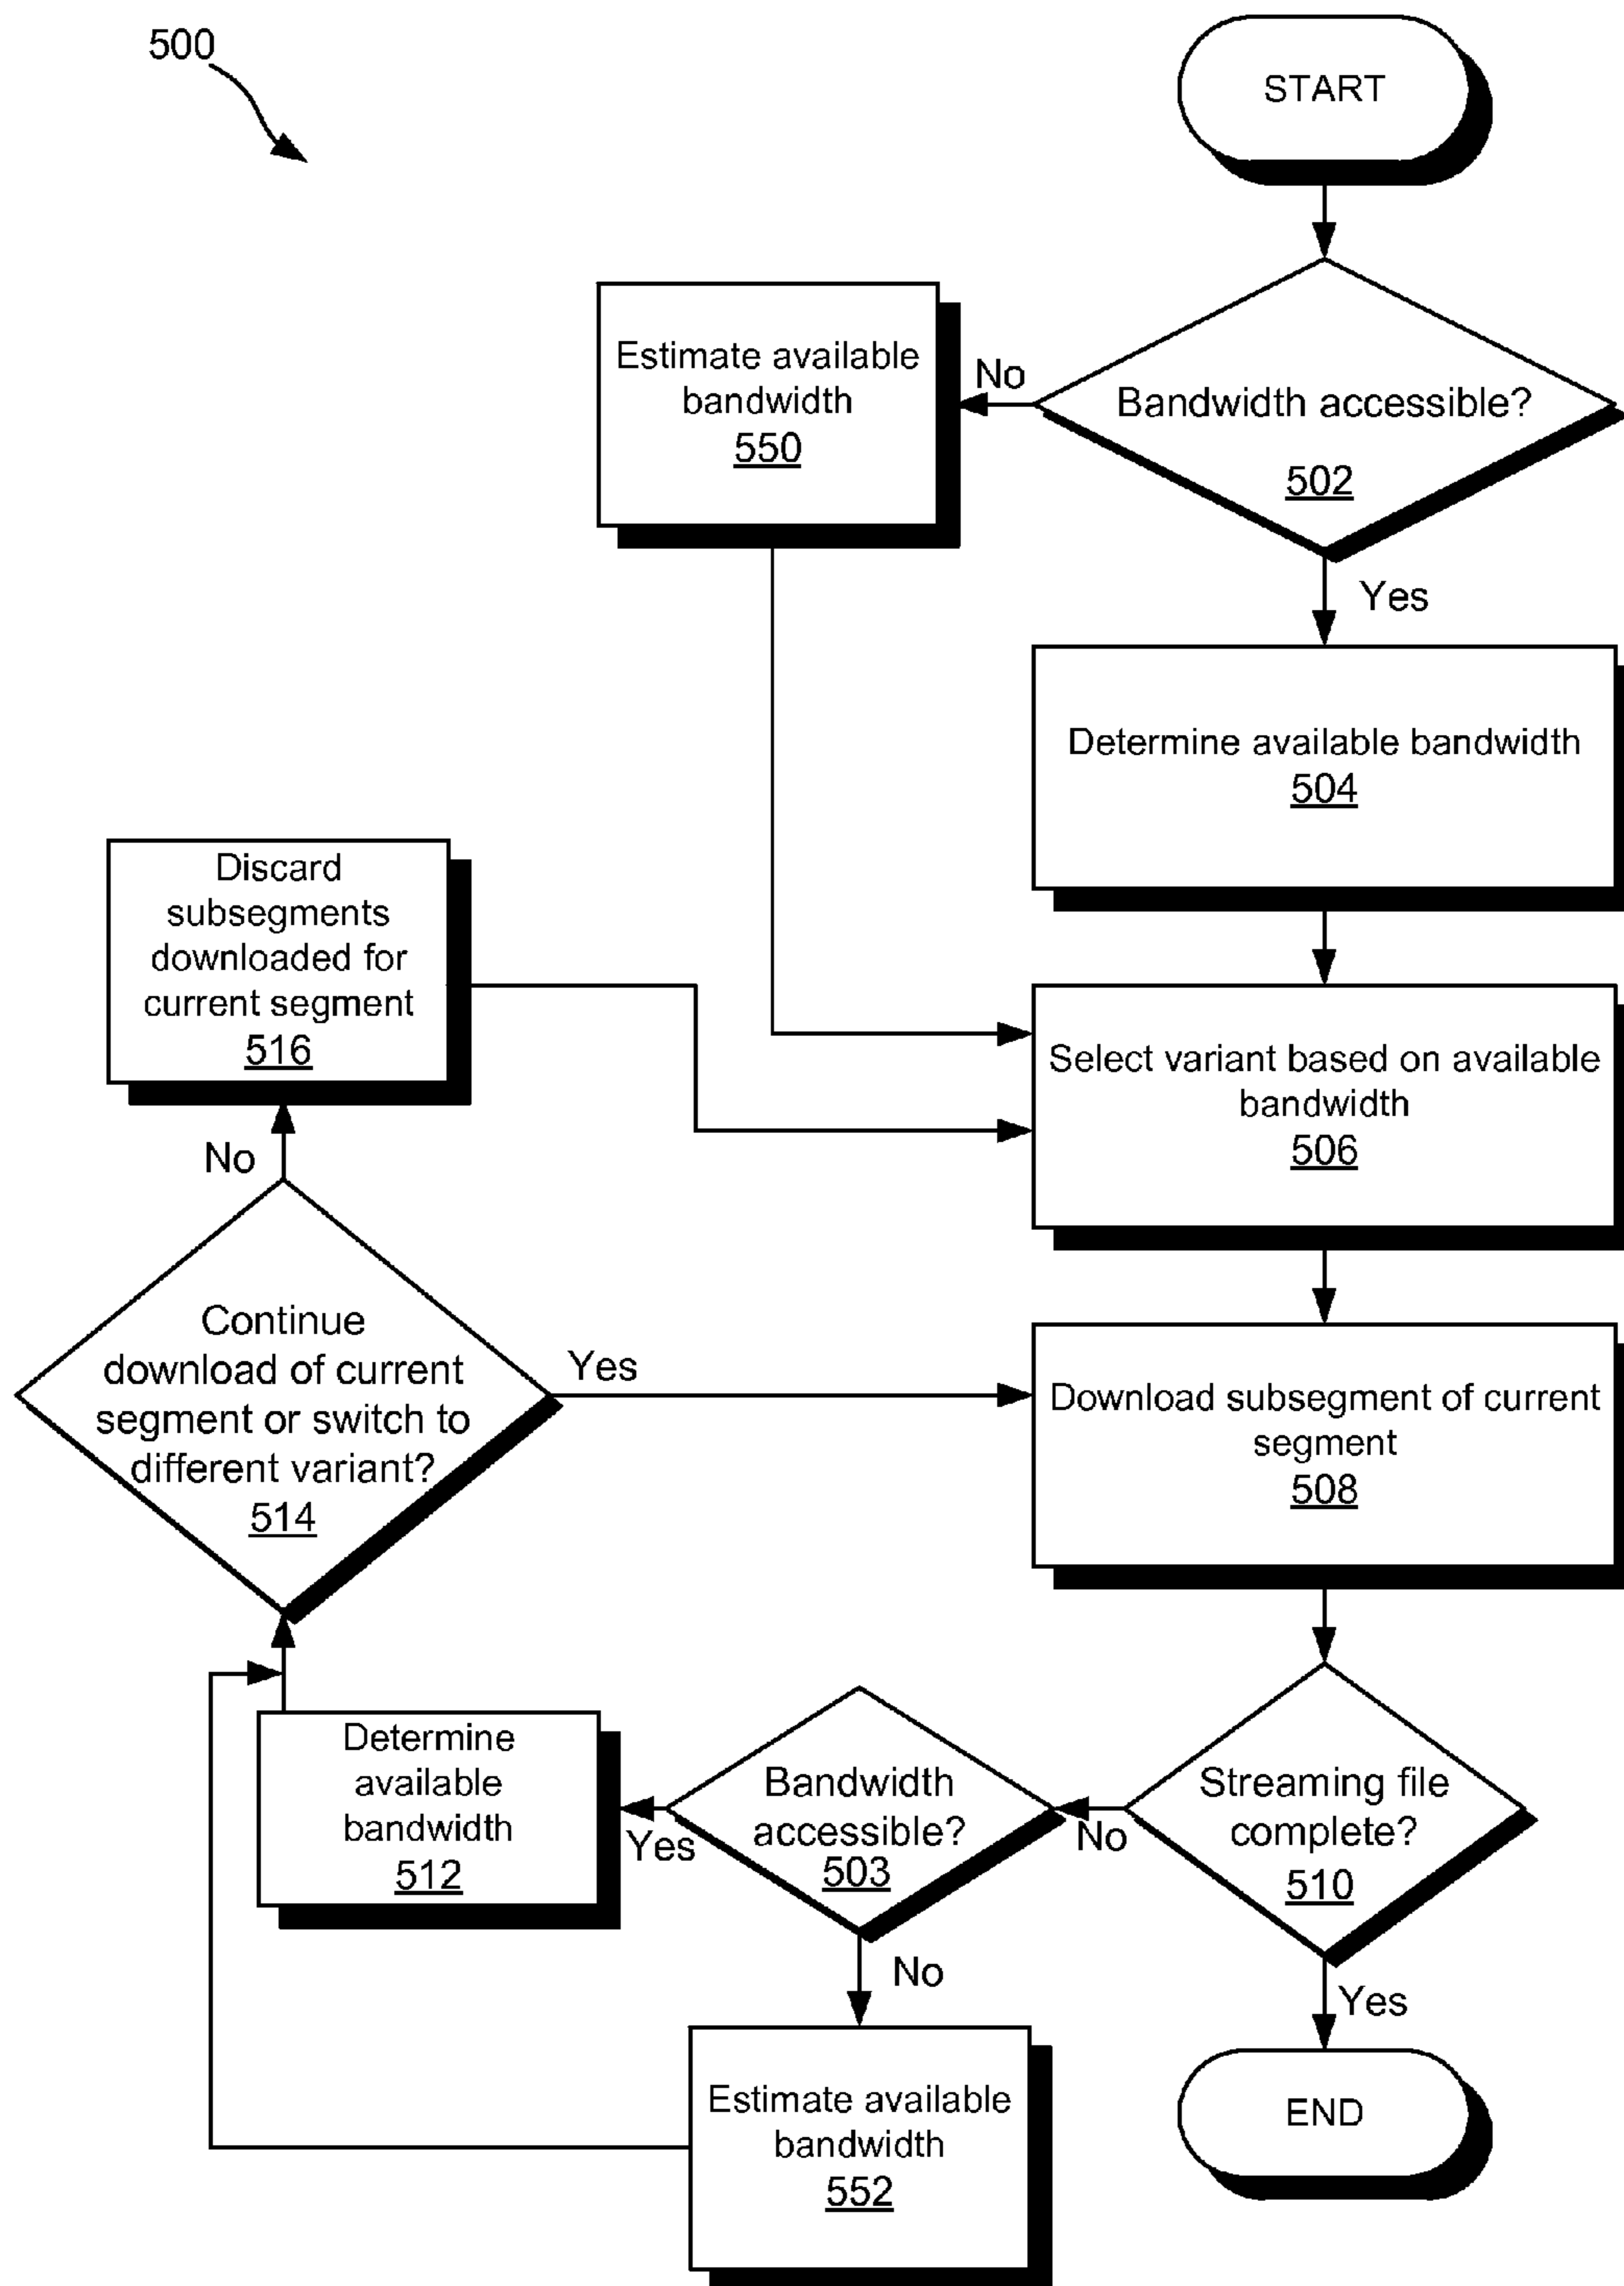 500
START
Bandwidth accessible?
502
No
Estimate available
bandwidth
550
Yes
Determine available bandwidth
504
Discard
subsegments
downloaded for
current segment
516
Select variant based on available
bandwidth
506
No
Continue
download of current
segment or switch to
different variant?
514
Yes
Download subsegment of current
segment
508
Determine
available
bandwidth
512
Yes
Bandwidth
accessible?
503
No
Streaming file
complete?
510
No
Yes
Estimate available
bandwidth
552
END